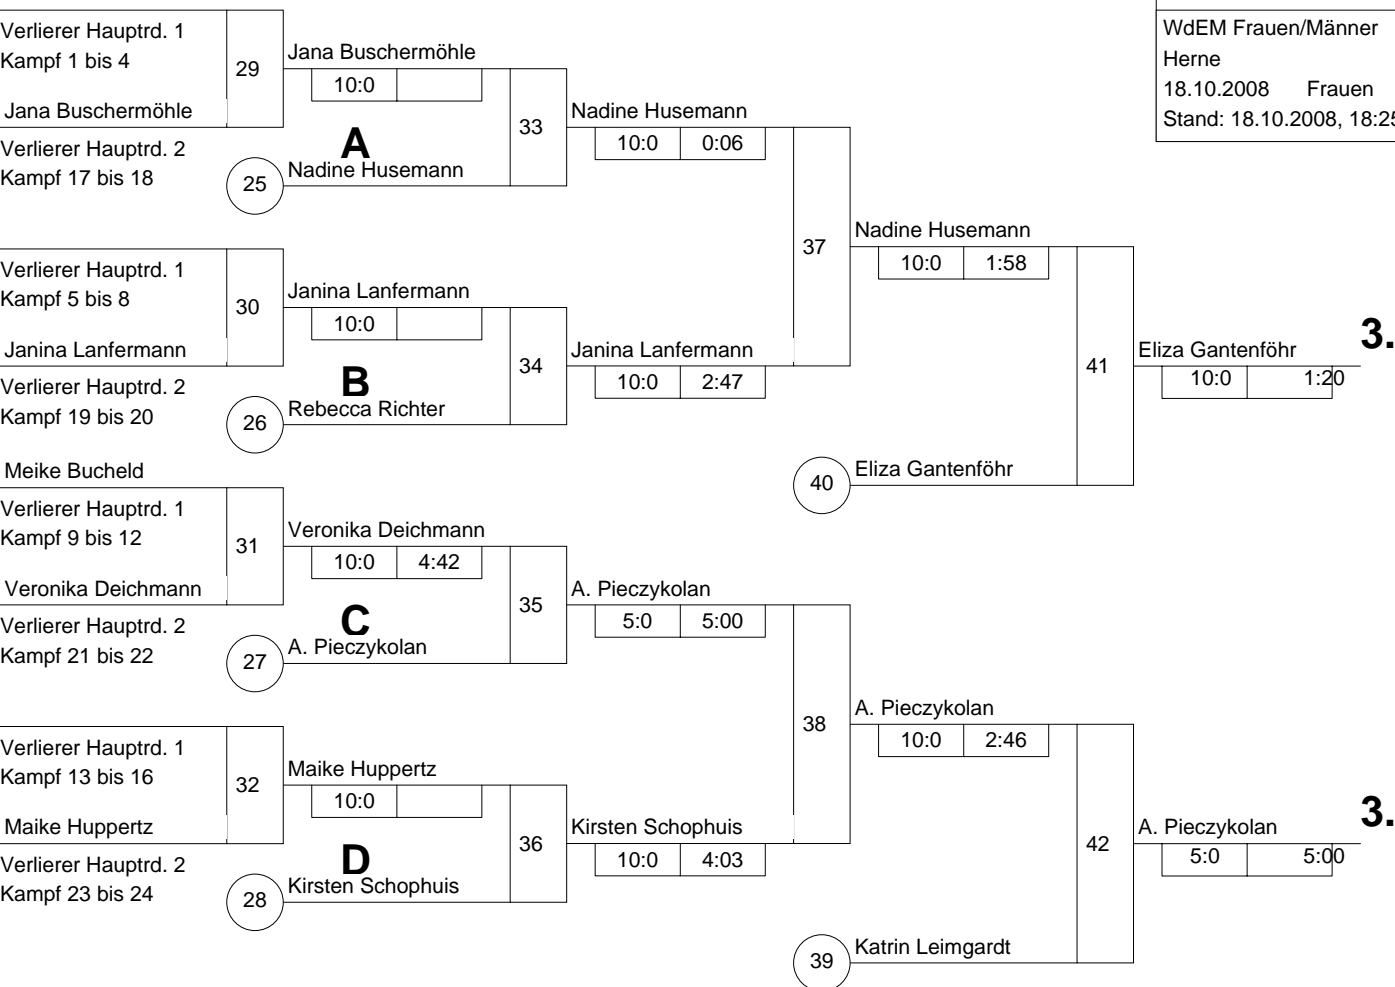 WdEM Frauen/Männer
Herne
18.10.2008 Frauen
Stand: 18.10.2008, 18:25
Verlierer Hauptrd. 1
Kampf 1 bis 4
29
Jana Buschermöhle
10:0
Jana Buschermöhle
Verlierer Hauptrd. 2
Kampf 17 bis 18
A
25
Nadine Husemann
33
Nadine Husemann
10:0 0:06
Verlierer Hauptrd. 1
Kampf 5 bis 8
30
Janina Lanfermann
10:0
Janina Lanfermann
Verlierer Hauptrd. 2
Kampf 19 bis 20
B
26
Rebecca Richter
34
Janina Lanfermann
10:0 2:47
37
Nadine Husemann
10:0 1:58
40
Eliza Gantenföhr
41
Eliza Gantenföhr
10:0 1:20
3.
Meike Bucheld
Verlierer Hauptrd. 1
Kampf 9 bis 12
31
Veronika Deichmann
10:0 4:42
Veronika Deichmann
Verlierer Hauptrd. 2
Kampf 21 bis 22
C
27
A. Pieczykolan
35
A. Pieczykolan
5:0 5:00
Verlierer Hauptrd. 1
Kampf 13 bis 16
32
Maike Huppertz
10:0
Maike Huppertz
Verlierer Hauptrd. 2
Kampf 23 bis 24
D
28
Kirsten Schophuis
36
Kirsten Schophuis
10:0 4:03
38
A. Pieczykolan
10:0 2:46
39
Katrin Leimgardt
42
A. Pieczykolan
5:0 5:00
3.